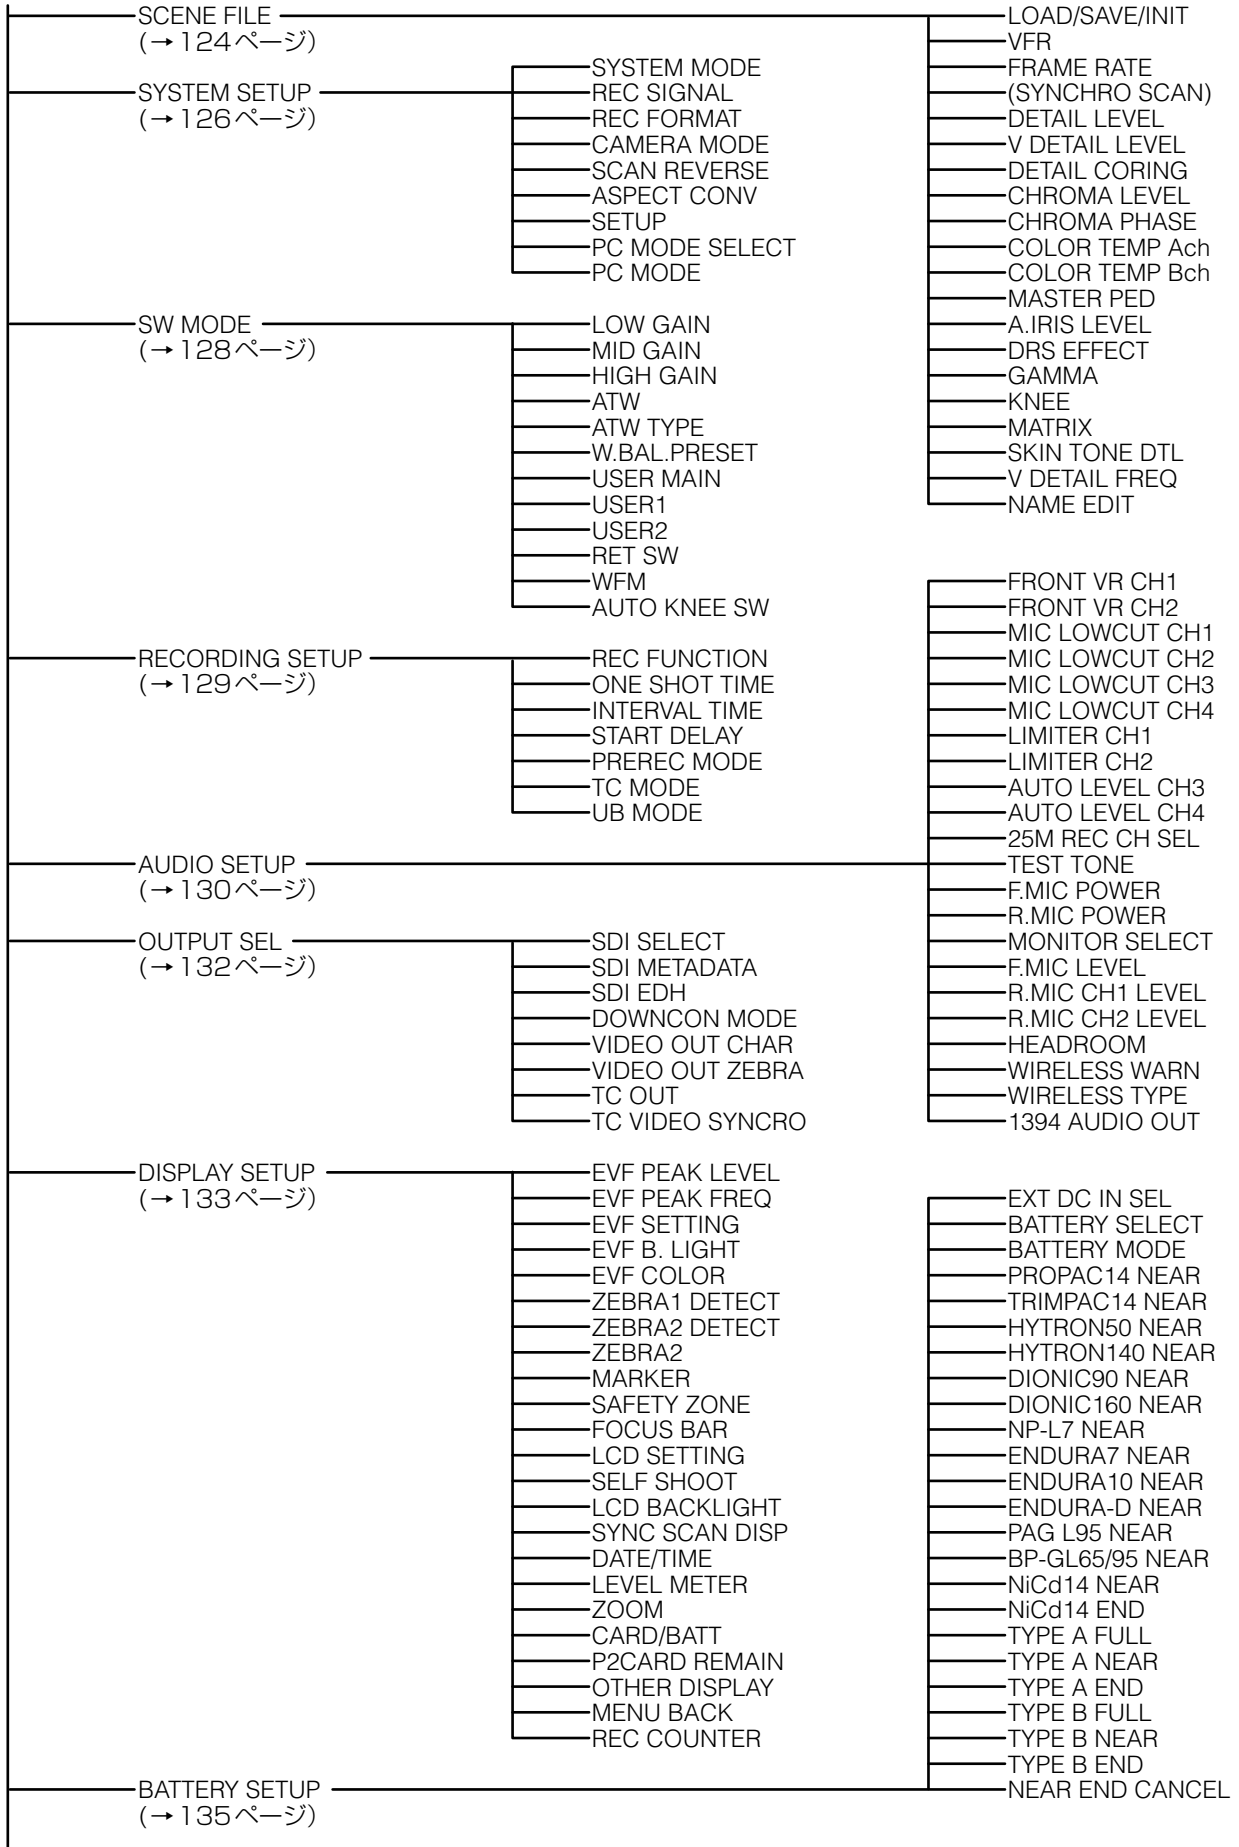 SCENE FILE
(→124ページ)
LOAD/SAVE/INIT
VFR
FRAME RATE
(SYNCHRO SCAN)
DETAIL LEVEL
V DETAIL LEVEL
DETAIL CORING
CHROMA LEVEL
CHROMA PHASE
COLOR TEMP Ach
COLOR TEMP Bch
MASTER PED
A.IRIS LEVEL
DRS EFFECT
GAMMA
KNEE
MATRIX
SKIN TONE DTL
V DETAIL FREQ
NAME EDIT
SYSTEM SETUP
(→126ページ)
SYSTEM MODE
REC SIGNAL
REC FORMAT
CAMERA MODE
SCAN REVERSE
ASPECT CONV
SETUP
PC MODE SELECT
PC MODE
SW MODE
(→128ページ)
LOW GAIN
MID GAIN
HIGH GAIN
ATW
ATW TYPE
W.BAL.PRESET
USER MAIN
USER1
USER2
RET SW
WFM
AUTO KNEE SW
RECORDING SETUP
(→129ページ)
REC FUNCTION
ONE SHOT TIME
INTERVAL TIME
START DELAY
PREREC MODE
TC MODE
UB MODE
AUDIO SETUP
(→130ページ)
FRONT VR CH1
FRONT VR CH2
MIC LOWCUT CH1
MIC LOWCUT CH2
MIC LOWCUT CH3
MIC LOWCUT CH4
LIMITER CH1
LIMITER CH2
AUTO LEVEL CH3
AUTO LEVEL CH4
25M REC CH SEL
TEST TONE
F.MIC POWER
R.MIC POWER
MONITOR SELECT
F.MIC LEVEL
R.MIC CH1 LEVEL
R.MIC CH2 LEVEL
HEADROOM
WIRELESS WARN
WIRELESS TYPE
1394 AUDIO OUT
OUTPUT SEL
(→132ページ)
SDI SELECT
SDI METADATA
SDI EDH
DOWNCON MODE
VIDEO OUT CHAR
VIDEO OUT ZEBRA
TC OUT
TC VIDEO SYNCRO
DISPLAY SETUP
(→133ページ)
EVF PEAK LEVEL
EVF PEAK FREQ
EVF SETTING
EVF B. LIGHT
EVF COLOR
ZEBRA1 DETECT
ZEBRA2 DETECT
ZEBRA2
MARKER
SAFETY ZONE
FOCUS BAR
LCD SETTING
SELF SHOOT
LCD BACKLIGHT
SYNC SCAN DISP
DATE/TIME
LEVEL METER
ZOOM
CARD/BATT
P2CARD REMAIN
OTHER DISPLAY
MENU BACK
REC COUNTER
BATTERY SETUP
(→135ページ)
EXT DC IN SEL
BATTERY SELECT
BATTERY MODE
PROPAC14 NEAR
TRIMPAC14 NEAR
HYTRON50 NEAR
HYTRON140 NEAR
DIONIC90 NEAR
DIONIC160 NEAR
NP-L7 NEAR
ENDURA7 NEAR
ENDURA10 NEAR
ENDURA-D NEAR
PAG L95 NEAR
BP-GL65/95 NEAR
NiCd14 NEAR
NiCd14 END
TYPE A FULL
TYPE A NEAR
TYPE A END
TYPE B FULL
TYPE B NEAR
TYPE B END
NEAR END CANCEL